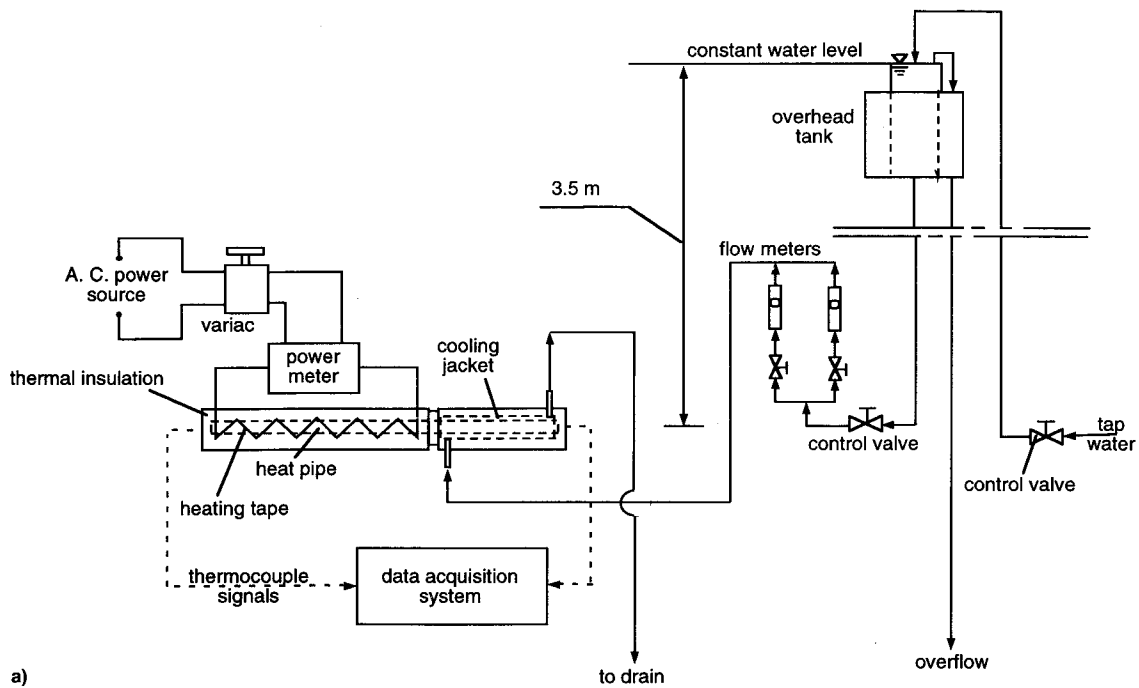 constant water level
overhead
tank
3.5 m
flow meters
A. C. power
source
variac
power
meter
cooling
jacket
thermal insulation
tap
water
control valve
control valve
heat pipe
heating tape
thermocouple
signals
data acquisition
system
a)
to drain
overflow